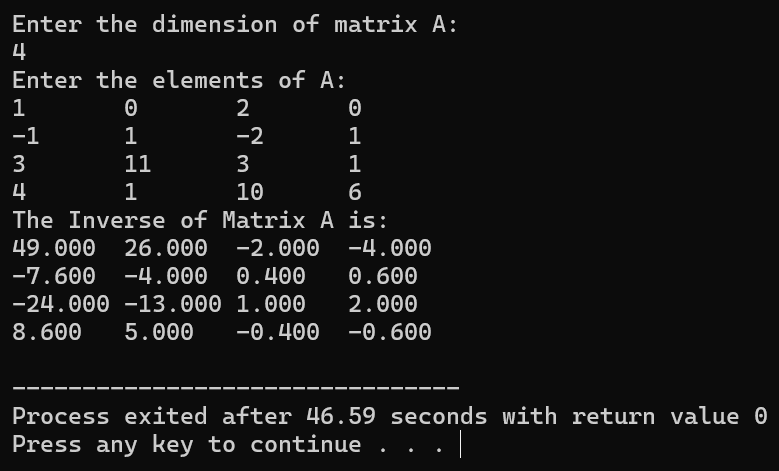 Enter the dimension of matrix A:
4
Enter the elements of A:
1 0 2 0
-1 1 -2 1
3 11 3 1
4 1 10 6
The Inverse of Matrix A is:
49.000 26.000 -2.000 -4.000
-7.600 -4.000 0.400 0.600
-24.000 -13.000 1.000 2.000
8.600 5.000 -0.400 -0.600
--------------------------------
Process exited after 46.59 seconds with return value 0
Press any key to continue . . .